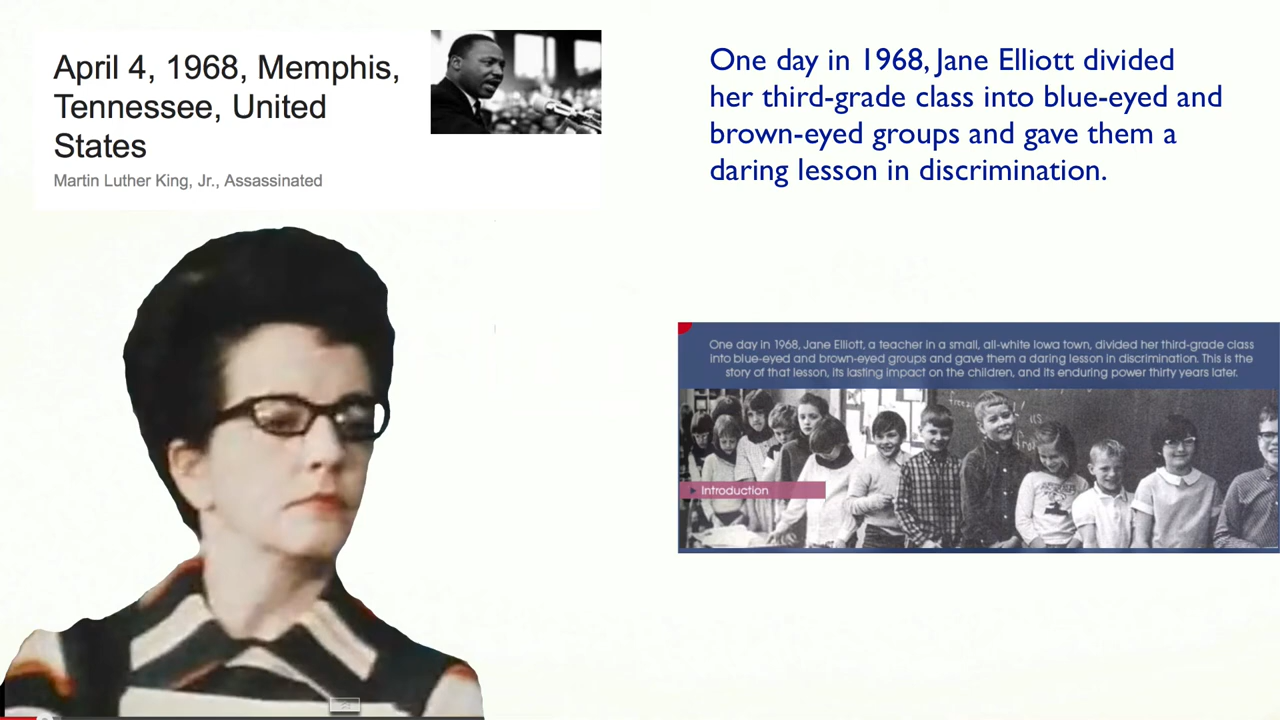 April 4, 1968, Memphis,
Tennessee, United
States
Martin Luther King, Jr., Assassinated
One day in 1968, Jane Elliott divided
her third-grade class into blue-eyed and
brown-eyed groups and gave them a
daring lesson in discrimination.
One day in 1968, Jane Elliott, a teacher in a small, all-white Iowa town, divided her third-grade class
into blue-eyed and brown-eyed groups and gave them a daring lesson in discrimination. This is the
story of that lesson, its lasting impact on the children, and its enduring power thirty years later.
Introduction